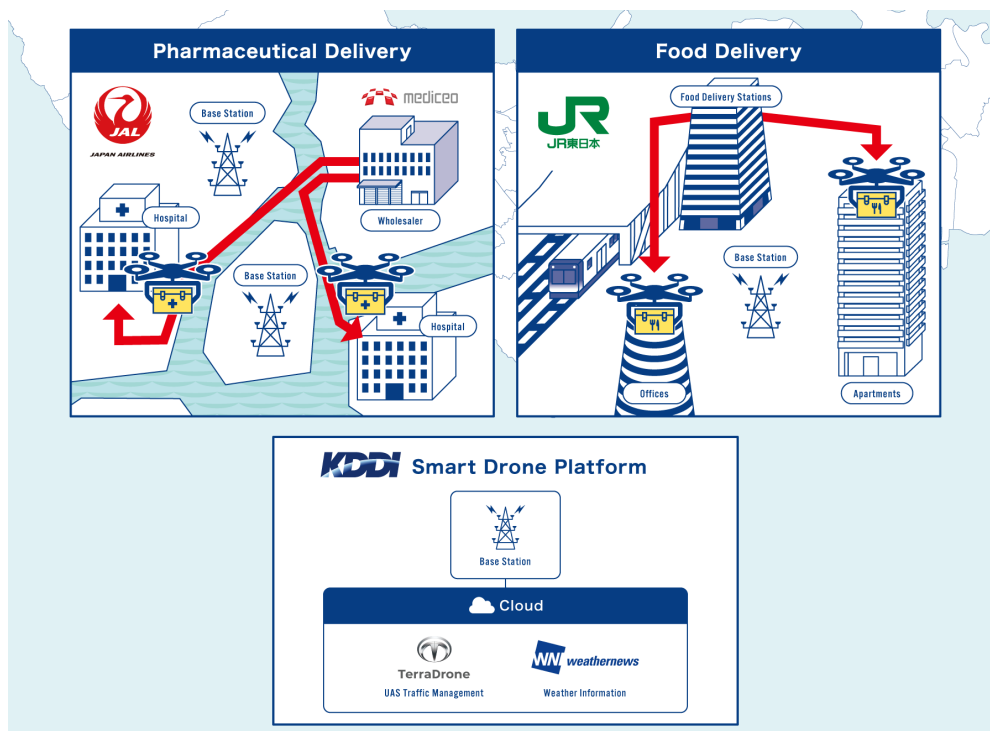 Pharmaceutical Delivery
JAL
JAPAN AIRLINES
Base Station
mediceo
Hospital
Wholesaler
Base Station
Hospital
Food Delivery
JR
JR東日本
Food Delivery Stations
Base Station
Offices
Apartments
KDDI Smart Drone Platform
Base Station
Cloud
TerraDrone
UAS Traffic Management
WNI weathernews
Weather Information